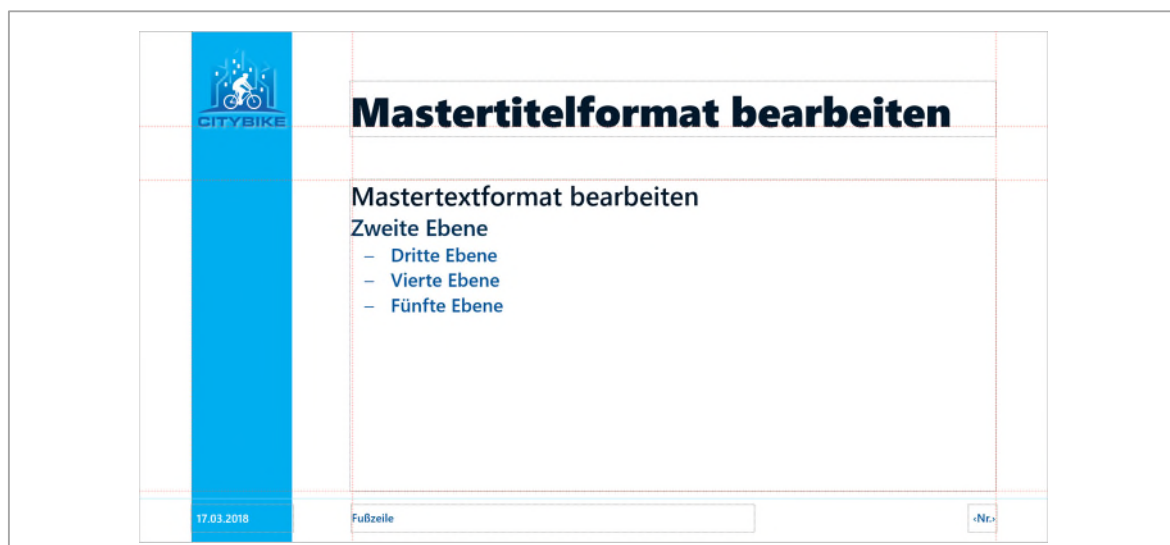 CITYBIKE
Mastertitelformat bearbeiten
Mastertextformat bearbeiten
Zweite Ebene
– Dritte Ebene
– Vierte Ebene
– Fünfte Ebene
17.03.2018
Fußzeile
‹Nr.›